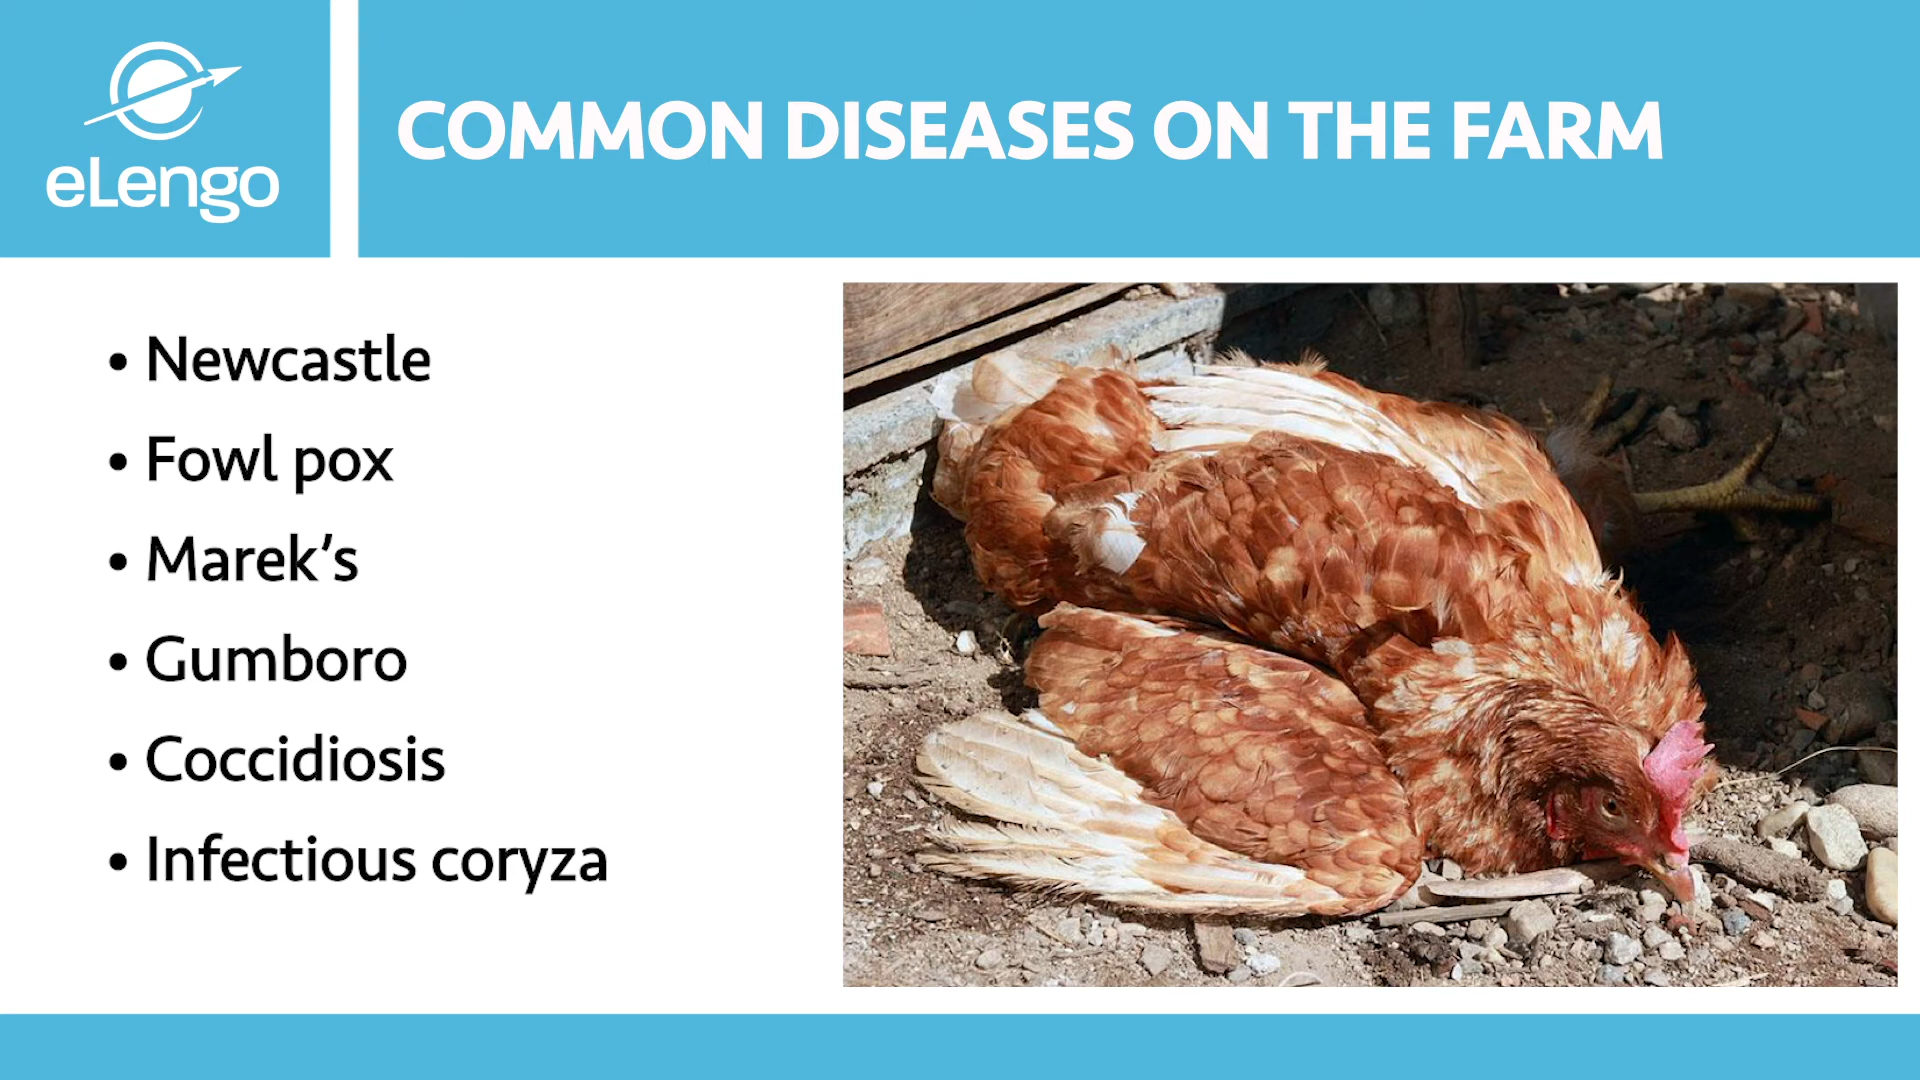 eLengo
COMMON DISEASES ON THE FARM
• Newcastle
• Fowl pox
• Marek’s
• Gumboro
• Coccidiosis
• Infectious coryza